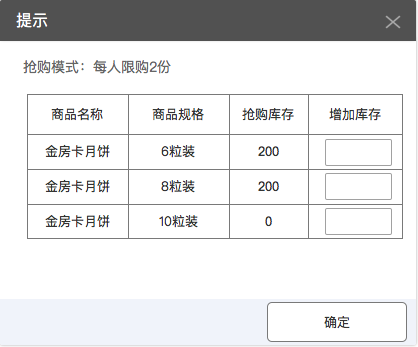 提示
抢购模式：每人限购2份
商品名称 商品规格 抢购库存 增加库存
金房卡月饼 6粒装 200
金房卡月饼 8粒装 200
金房卡月饼 10粒装 0
确定